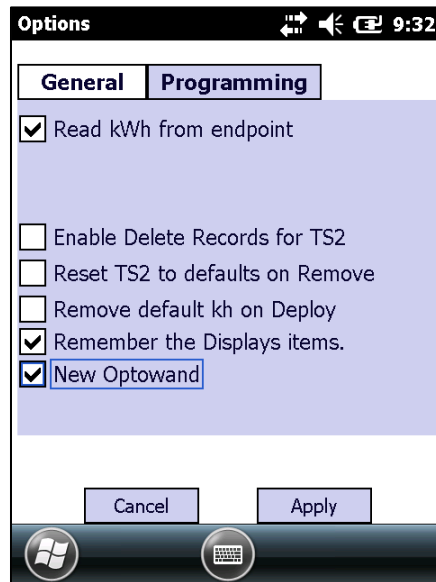 Options 9:32
General Programming
Read kWh from endpoint
Enable Delete Records for TS2
Reset TS2 to defaults on Remove
Remove default kh on Deploy
Remember the Displays items.
New Optowand
Cancel Apply